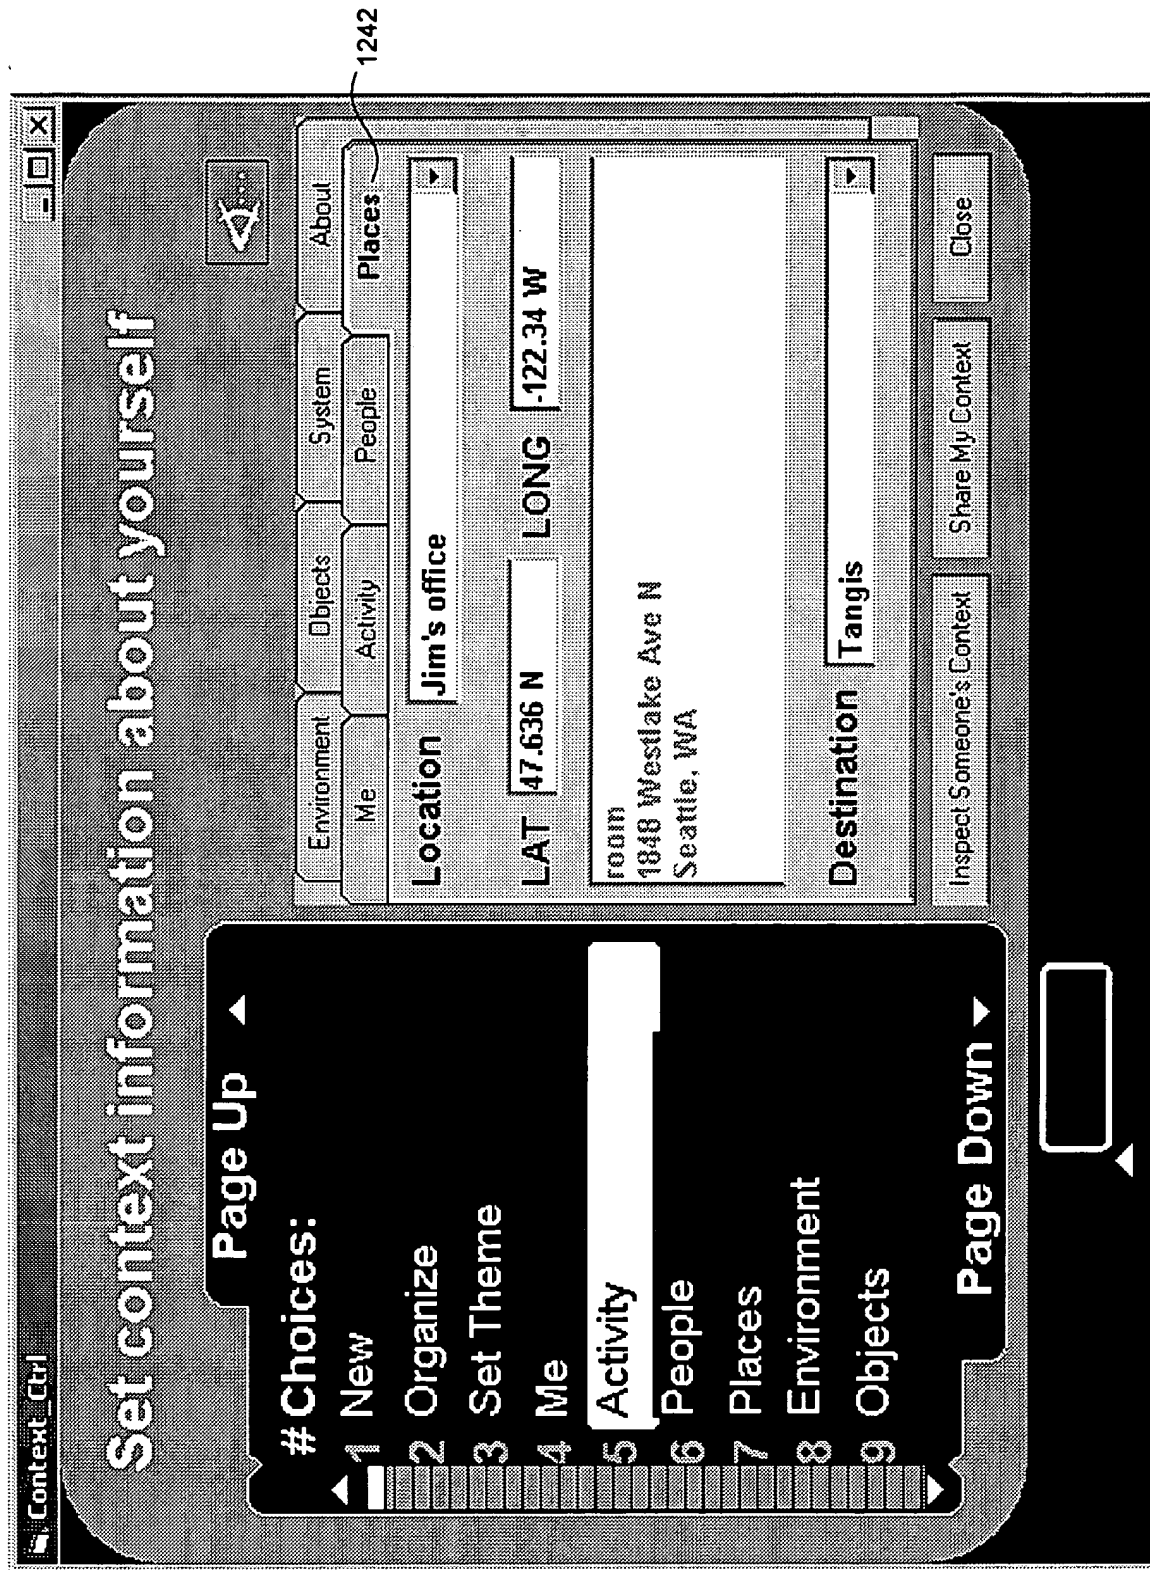 Context_Ctrl
Set context information about yourself
Page Up
# Choices:
1 New
2 Organize
3 Set Theme
4 Me
5 Activity
6 People
7 Places
8 Environment
9 Objects
Page Down
Environment Objects System About
Me Activity People Places
1242
Location Jim's office
LAT 47.636 N LONG -122.34 W
room
1848 Westlake Ave N
Seattle, WA
Destination Tangis
Inspect Someone's Context Share My Context Close